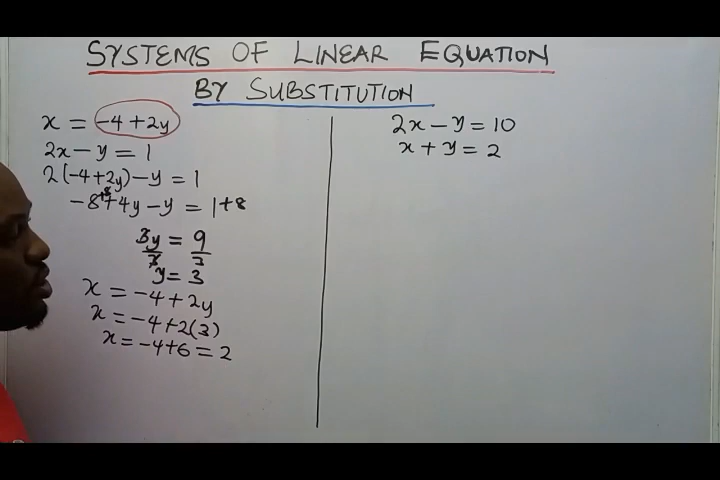 SYSTEMS OF LINEAR EQUATION
BY SUBSTITUTION
x = -4 + 2y
2x - y = 1
2(-4+2y) - y = 1
-8+8+4y - y = 1+8
3y/3 = 9/3
y = 3
x = -4 + 2y
x = -4 + 2(3)
x = -4+6 = 2
2x - y = 10
x + y = 2